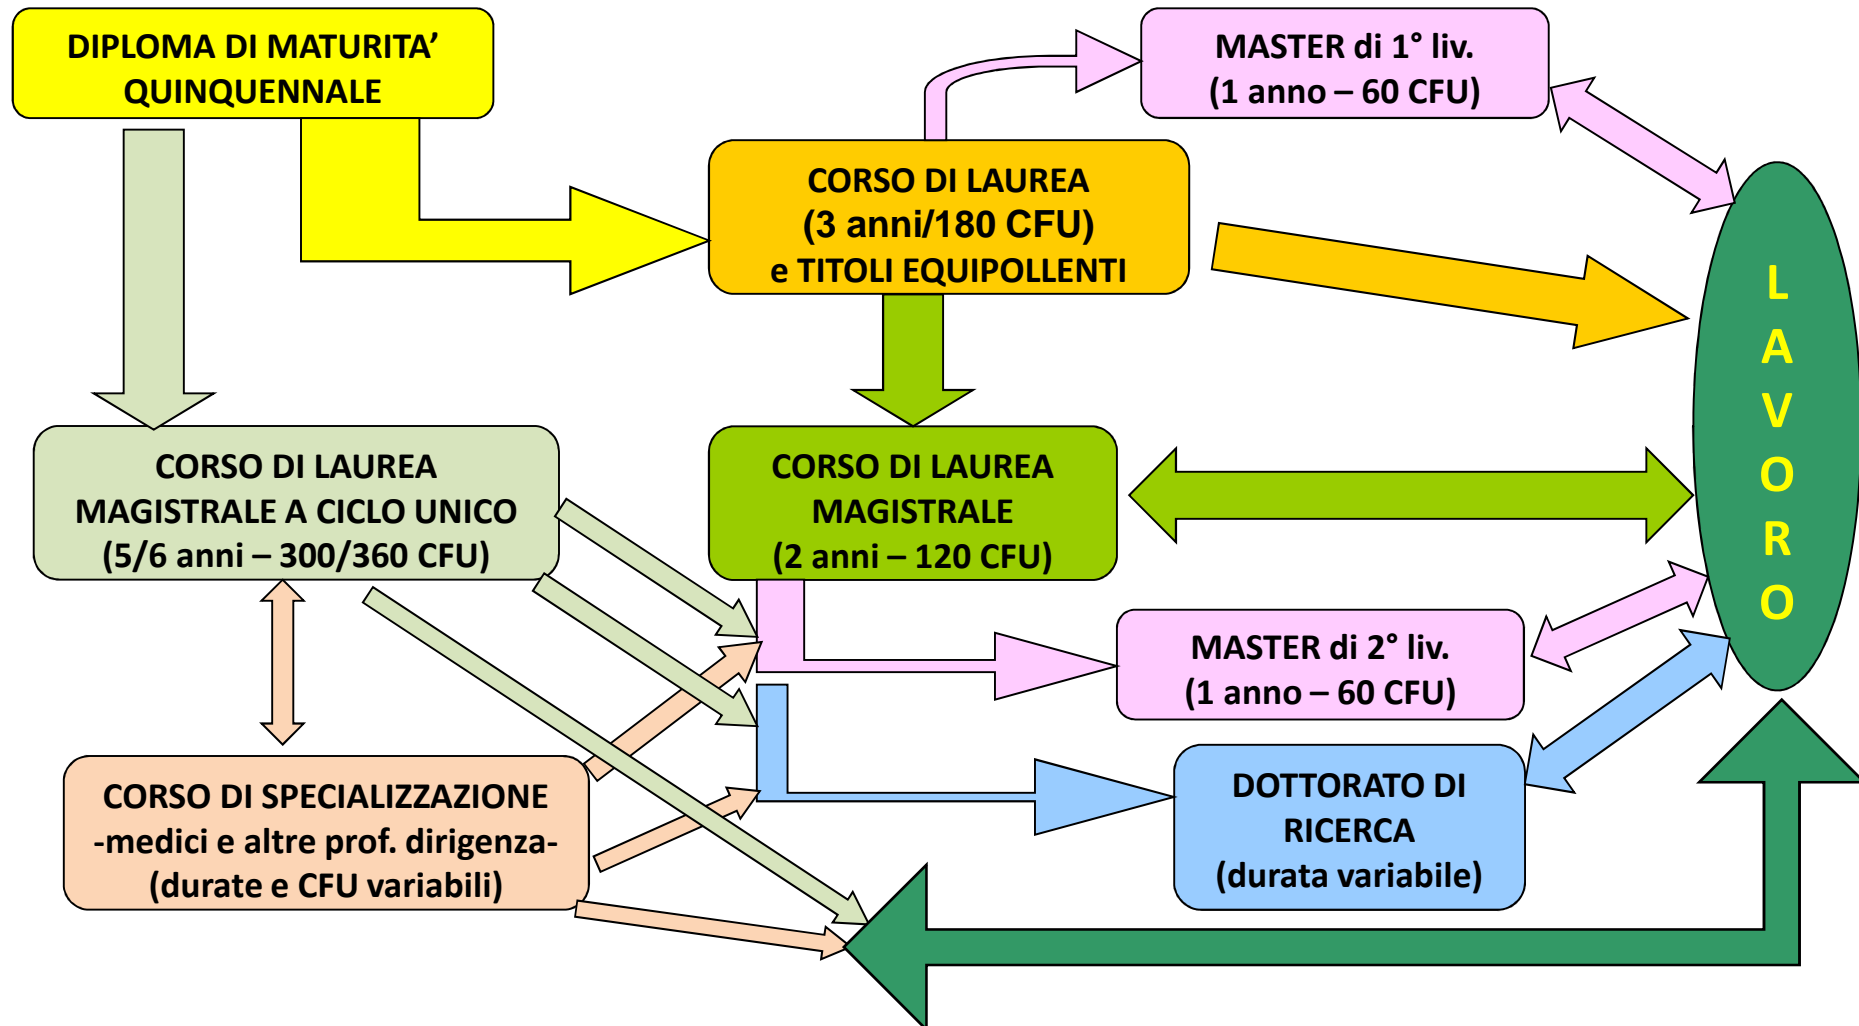 DIPLOMA DI MATURITA’
QUINQUENNALE
MASTER di 1° liv.
(1 anno – 60 CFU)
CORSO DI LAUREA
(3 anni/180 CFU)
e TITOLI EQUIPOLLENTI
L
A
V
O
R
O
CORSO DI LAUREA
MAGISTRALE A CICLO UNICO
(5/6 anni – 300/360 CFU)
CORSO DI LAUREA
MAGISTRALE
(2 anni – 120 CFU)
MASTER di 2° liv.
(1 anno – 60 CFU)
CORSO DI SPECIALIZZAZIONE
-medici e altre prof. dirigenza-
(durate e CFU variabili)
DOTTORATO DI
RICERCA
(durata variabile)